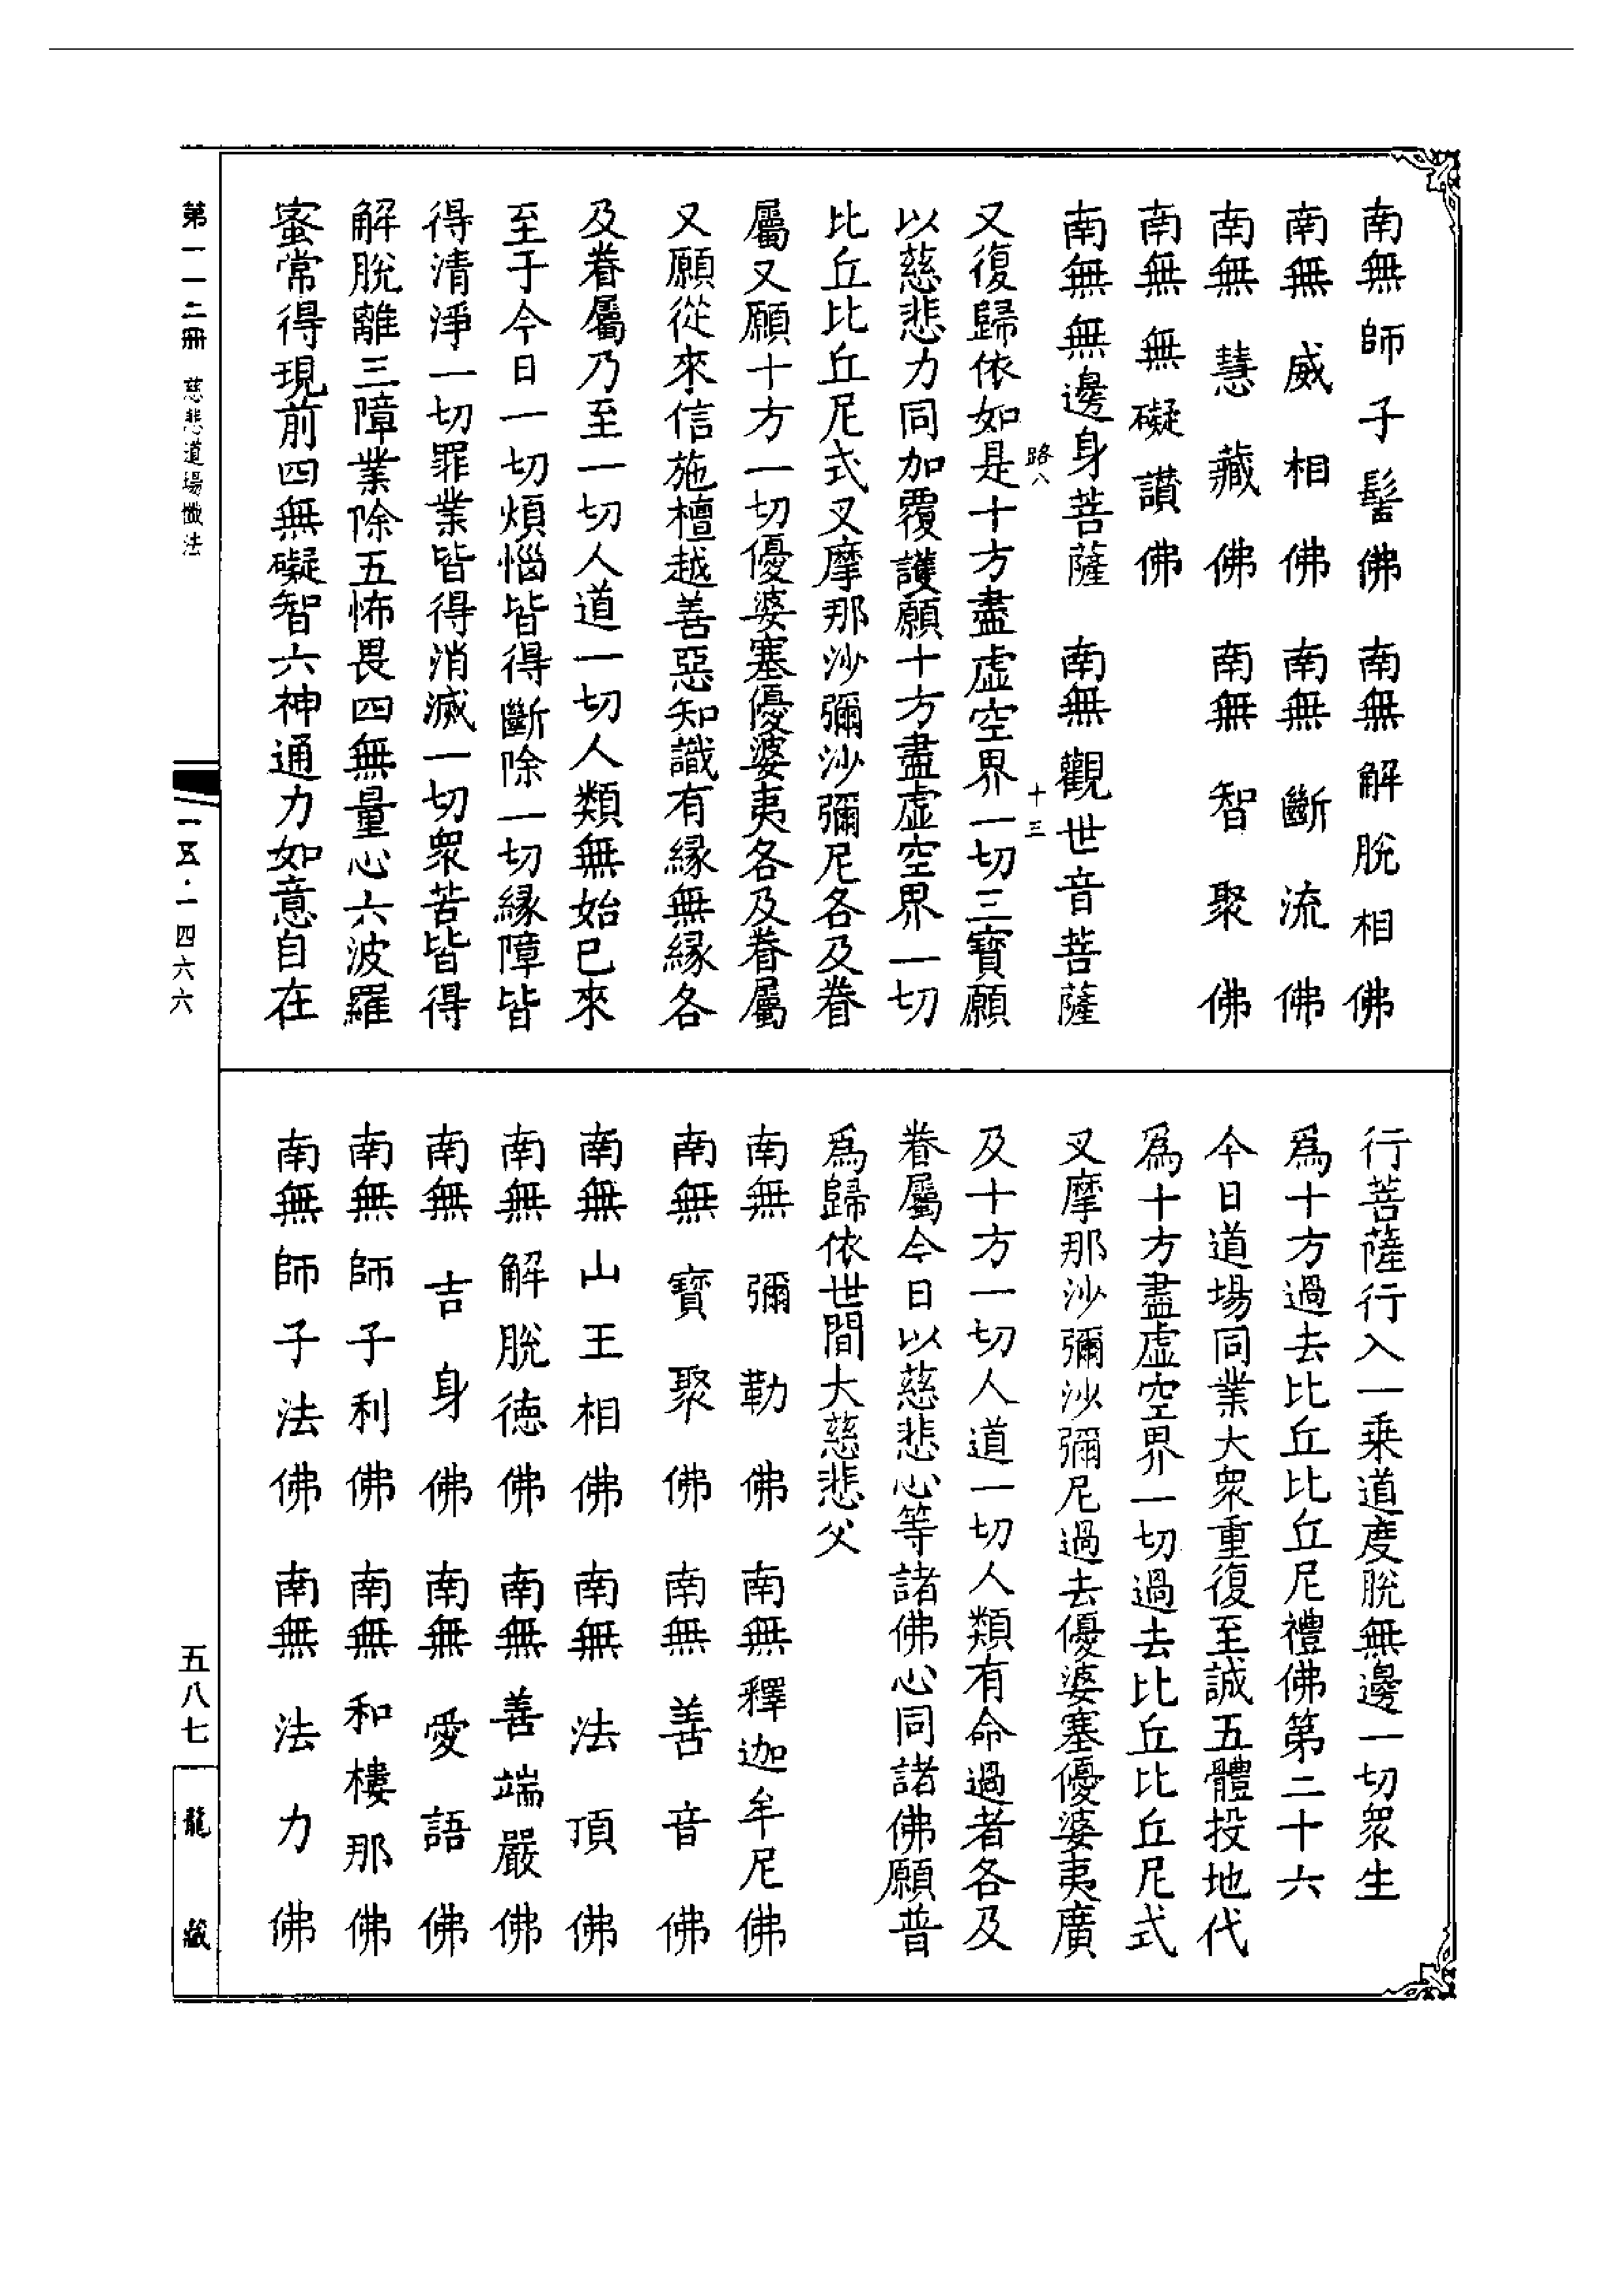 南無師子髻佛　南無解脫相佛
南無威相佛　南無斷流佛
南無慧藏佛　南無智聚佛
南無無礙讃佛
南無無邊身菩薩　南無觀世音菩薩
路八　十三
又復歸依如是十方盡虛空界一切三寶願
以慈悲力同加覆護願十方盡虛空界一切
比丘比丘尼式叉摩那沙彌沙彌尼各及眷
屬又願十方一切優婆塞優婆夷各及眷屬
又願從來信施檀越善惡知識有緣無緣各
及眷屬乃至一切人道一切人類無始已來
至于今日一切煩惱皆得斷除一切緣障皆
得清淨一切罪業皆得消滅一切衆苦皆得
解脫離三障業除五怖畏四無量心六波羅
蜜常得現前四無礙智六神通力如意自在
行菩薩行入一乘道度脫無邊一切衆生
爲十方過去比丘比丘尼禮佛第二十六
今日道場同業大衆重復至誠五體投地代
爲十方盡虛空界一切過去比丘比丘尼式
叉摩那沙彌沙彌尼過去優婆塞優婆夷廣
及十方一切人道一切人類有命過者各及
眷屬今日以慈悲心等諸佛心同諸佛願普
爲歸依世間大慈悲父
南無彌勒佛　南無釋迦牟尼佛
南無寶聚佛　南無善音佛
南無山王相佛　南無法頂佛
南無解脫德佛　南無善端嚴佛
南無吉身佛　南無愛語佛
南無師子利佛　南無和樓那佛
南無師子法佛　南無法力佛
第一一二冊　慈悲道場懺法
一五·一四六六
五八七
龍藏